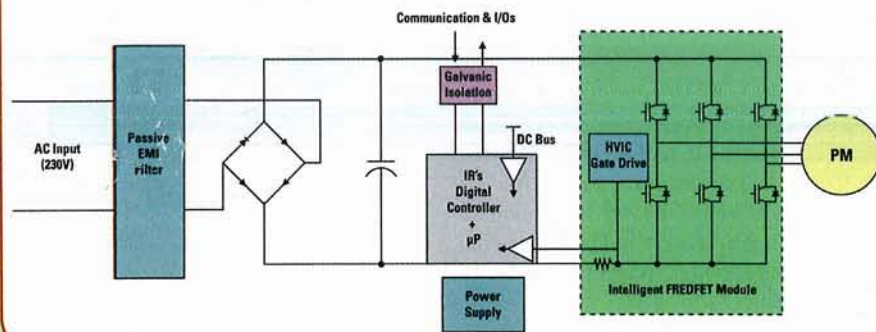 Communication & I/Os
Galvanic
Isolation
AC Input
(230V)
Passive
EMI
Filter
DC Bus
IR's
Digital
Controller
+
µP
HVIC
Gate Drive
PM
Power
Supply
Intelligent FREDFET Module